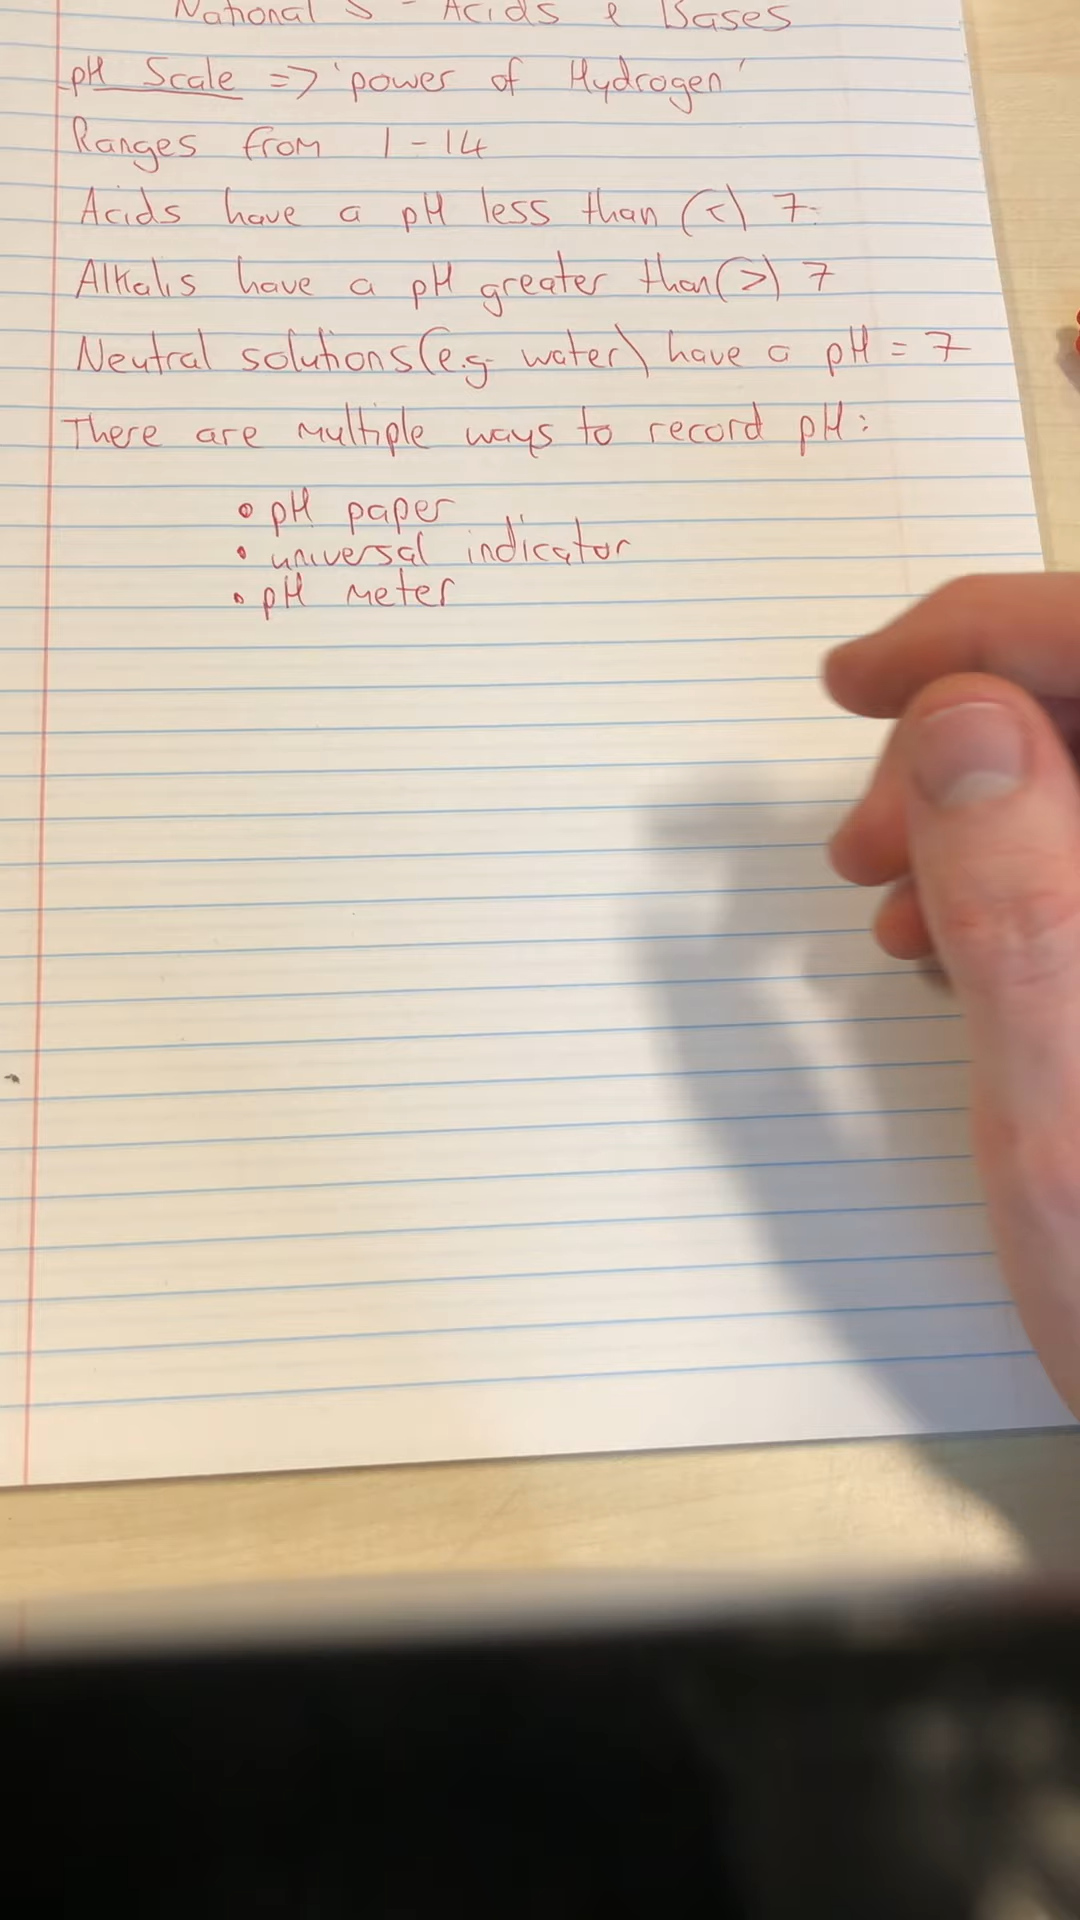 National 5 - Acids & Bases
pH Scale => 'power of Hydrogen'
Ranges from 1-14
Acids have a pH less than (<) 7.
Alkalis have a pH greater than (>) 7
Neutral solutions (e.g. water) have a pH = 7
There are multiple ways to record pH:
• pH paper
• universal indicator
• pH meter